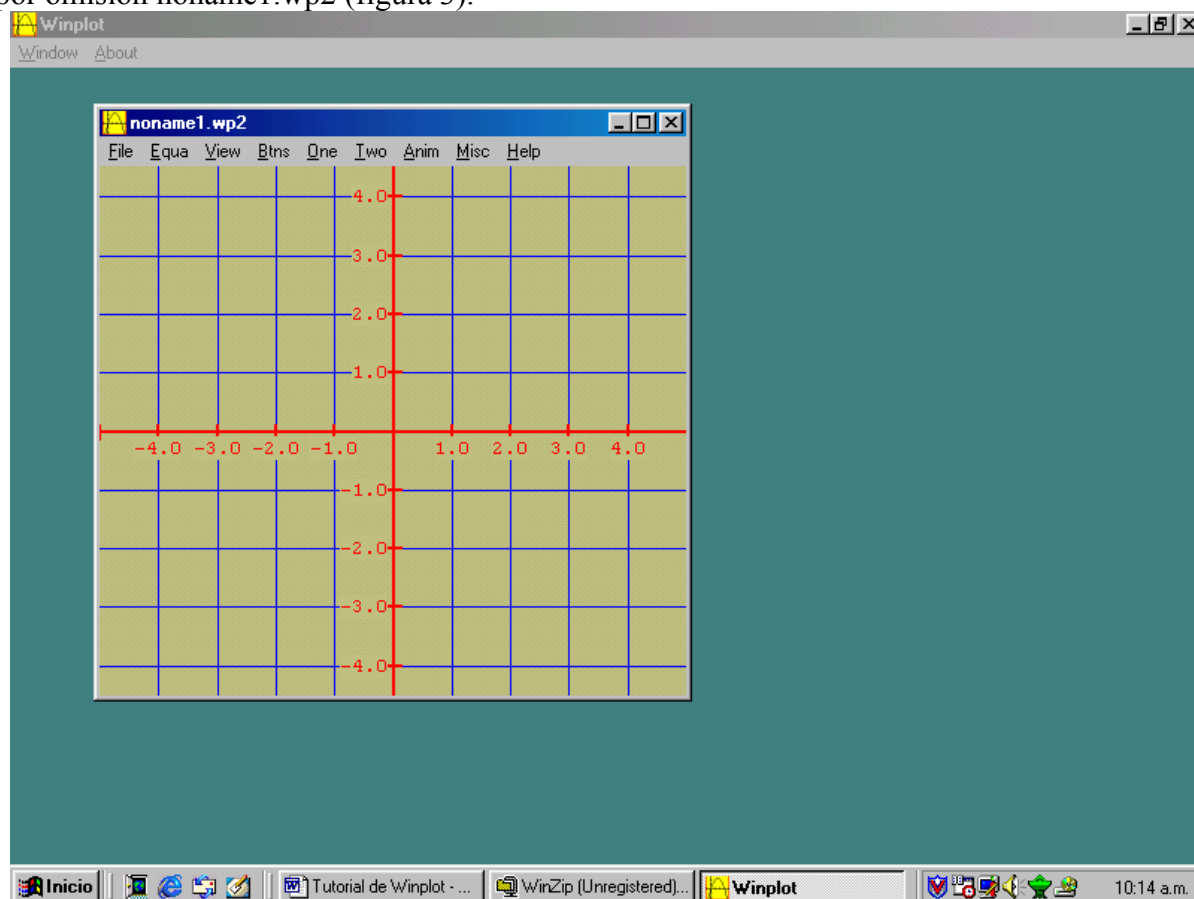 por omisión noname1.wp2 (figura 3).
Winplot
Window About
noname1.wp2
File Equa View Btns One Two Anim Misc Help
4.0
3.0
2.0
1.0
-4.0 -3.0 -2.0 -1.0 1.0 2.0 3.0 4.0
-1.0
-2.0
-3.0
-4.0
Inicio Tutorial de Winplot - ... WinZip (Unregistered)... Winplot 10:14 a.m.